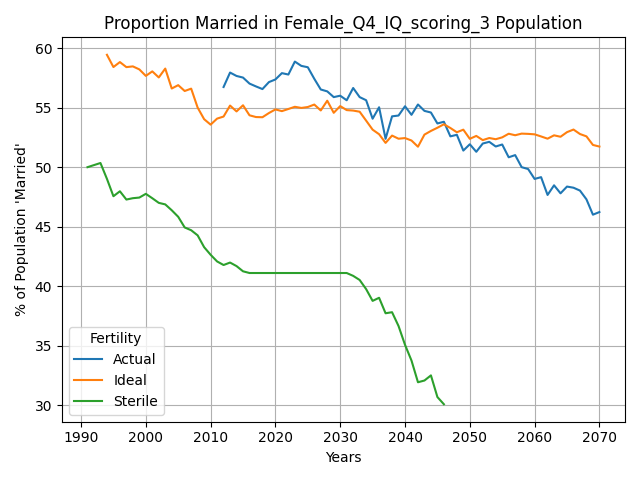 Proportion Married in Female_Q4_IQ_scoring_3 Population
% of Population 'Married'
60
55
50
45
40
35
30
Fertility
Actual
Ideal
Sterile
1990 2000 2010 2020 2030 2040 2050 2060 2070
Years